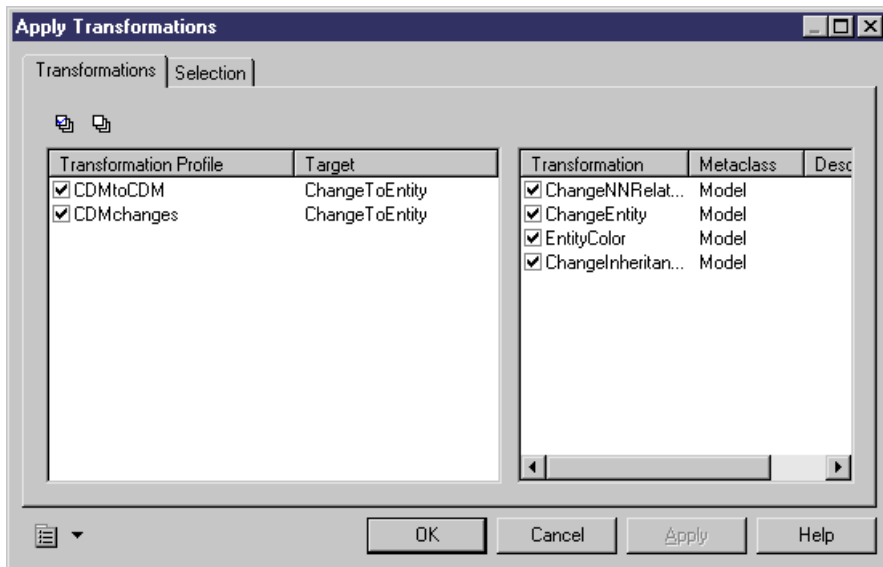 Apply Transformations
Transformations Selection
Transformation Profile Target
CDMtoCDM ChangeToEntity
CDMchanges ChangeToEntity
Transformation Metaclass Desc
ChangeNNRelat... Model
ChangeEntity Model
EntityColor Model
ChangeInheritan... Model
OK Cancel Apply Help